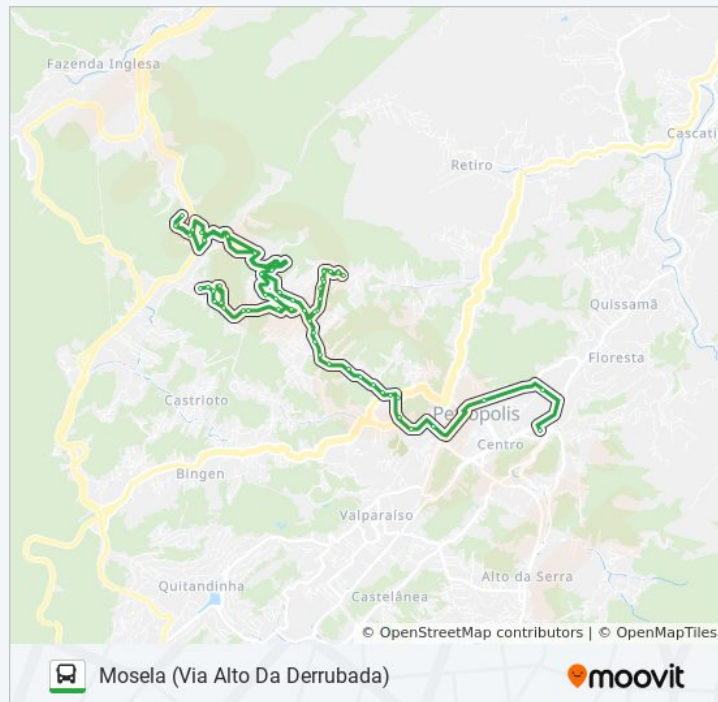 Fazenda Inglesa
Cascati
Retiro
Quissamã
Floresta
Castrioto
Petrópolis
Centro
Bingen
Valparaíso
Quitandinha
Alto da Serra
Castelânea
© OpenStreetMap contributors | © OpenMapTiles
Mosela (Via Alto Da Derrubada)
moovit